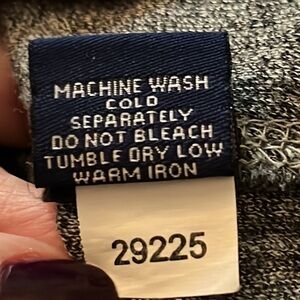 MACHINE WASH
COLD
SEPARATELY
DO NOT BLEACH
TUMBLE DRY LOW
WARM IRON
29225